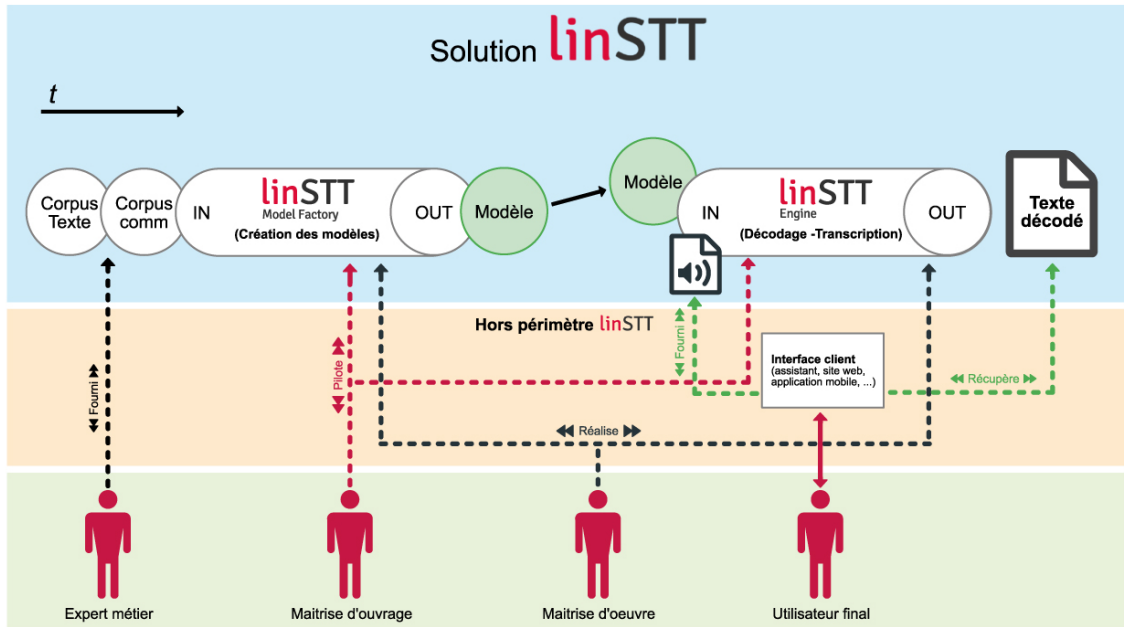 Solution linSTT
t
Corpus
Texte
Corpus
comm
IN
linSTT
Model Factory
(Création des modèles)
OUT
Modèle
Modèle
IN
linSTT
Engine
(Décodage -Transcription)
OUT
Texte
décodé
Hors périmètre linSTT
Fourni
Pilote
Fourni
Interface client
(assistant, site web,
application mobile, ...)
Récupère
Réalise
Expert métier
Maitrise d'ouvrage
Maitrise d'oeuvre
Utilisateur final